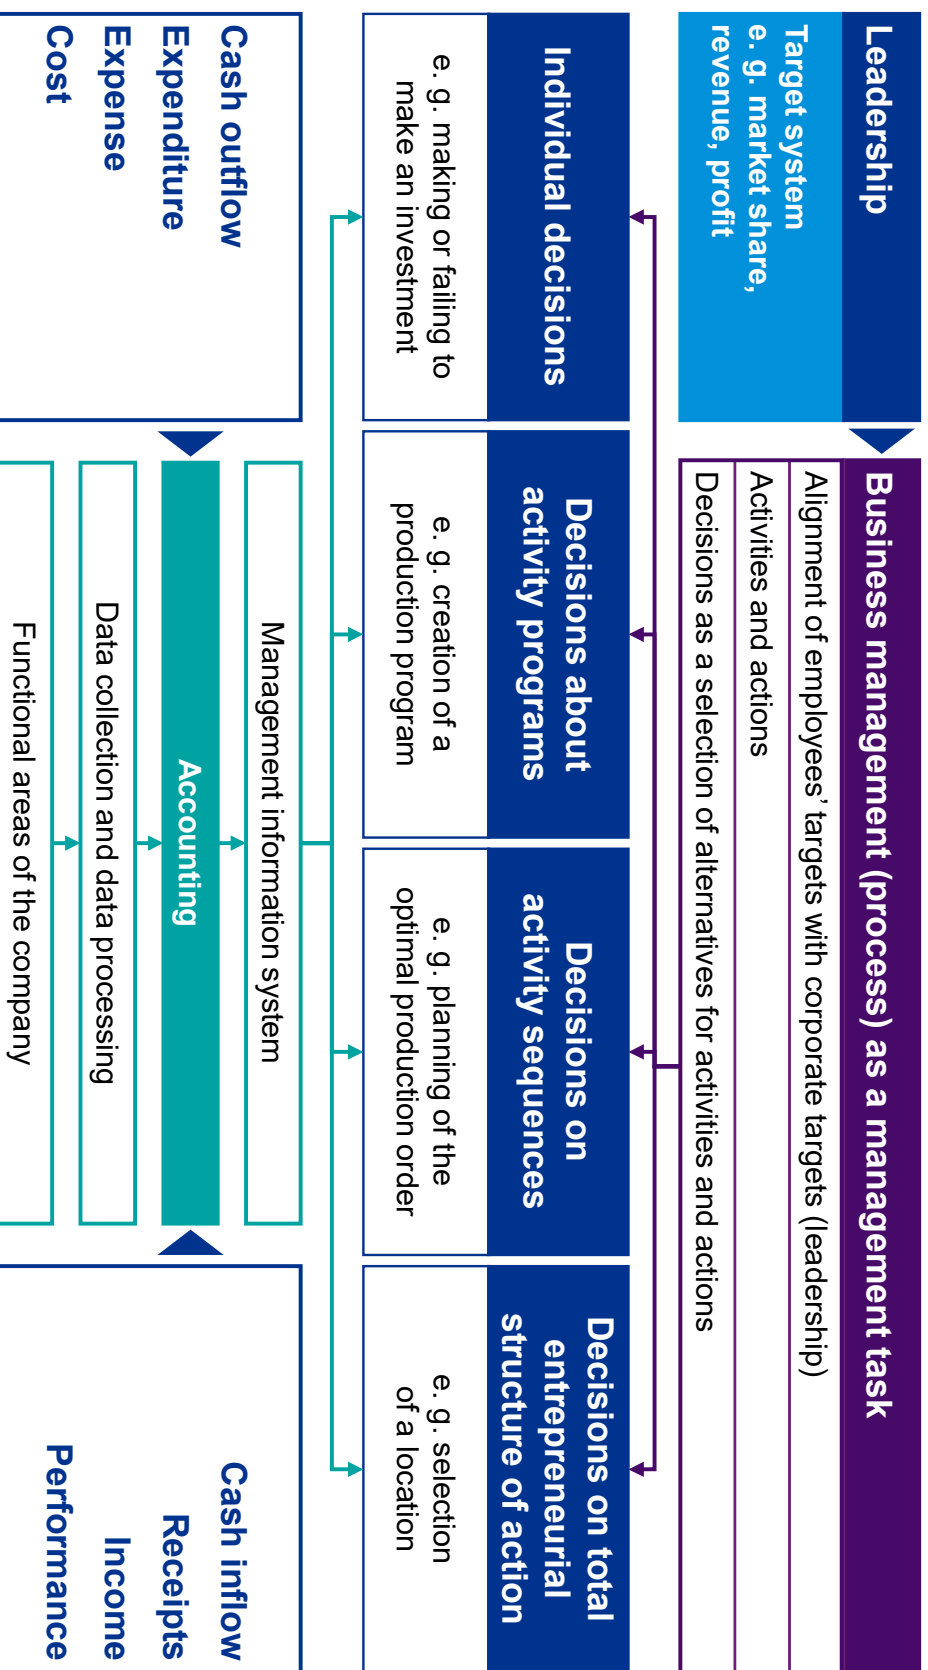 Leadership
Target system
e. g. market share,
revenue, profit
Business management (process) as a management task
Alignment of employees’ targets with corporate targets (leadership)
Activities and actions
Decisions as a selection of alternatives for activities and actions
Individual decisions
e. g. making or failing to
make an investment
Decisions about
activity programs
e. g. creation of a
production program
Decisions on
activity sequences
e. g. planning of the
optimal production order
Decisions on total
entrepreneurial
structure of action
e. g. selection
of a location
Cash outflow
Expenditure
Expense
Cost
Management information system
Accounting
Data collection and data processing
Functional areas of the company
Cash inflow
Receipts
Income
Performance